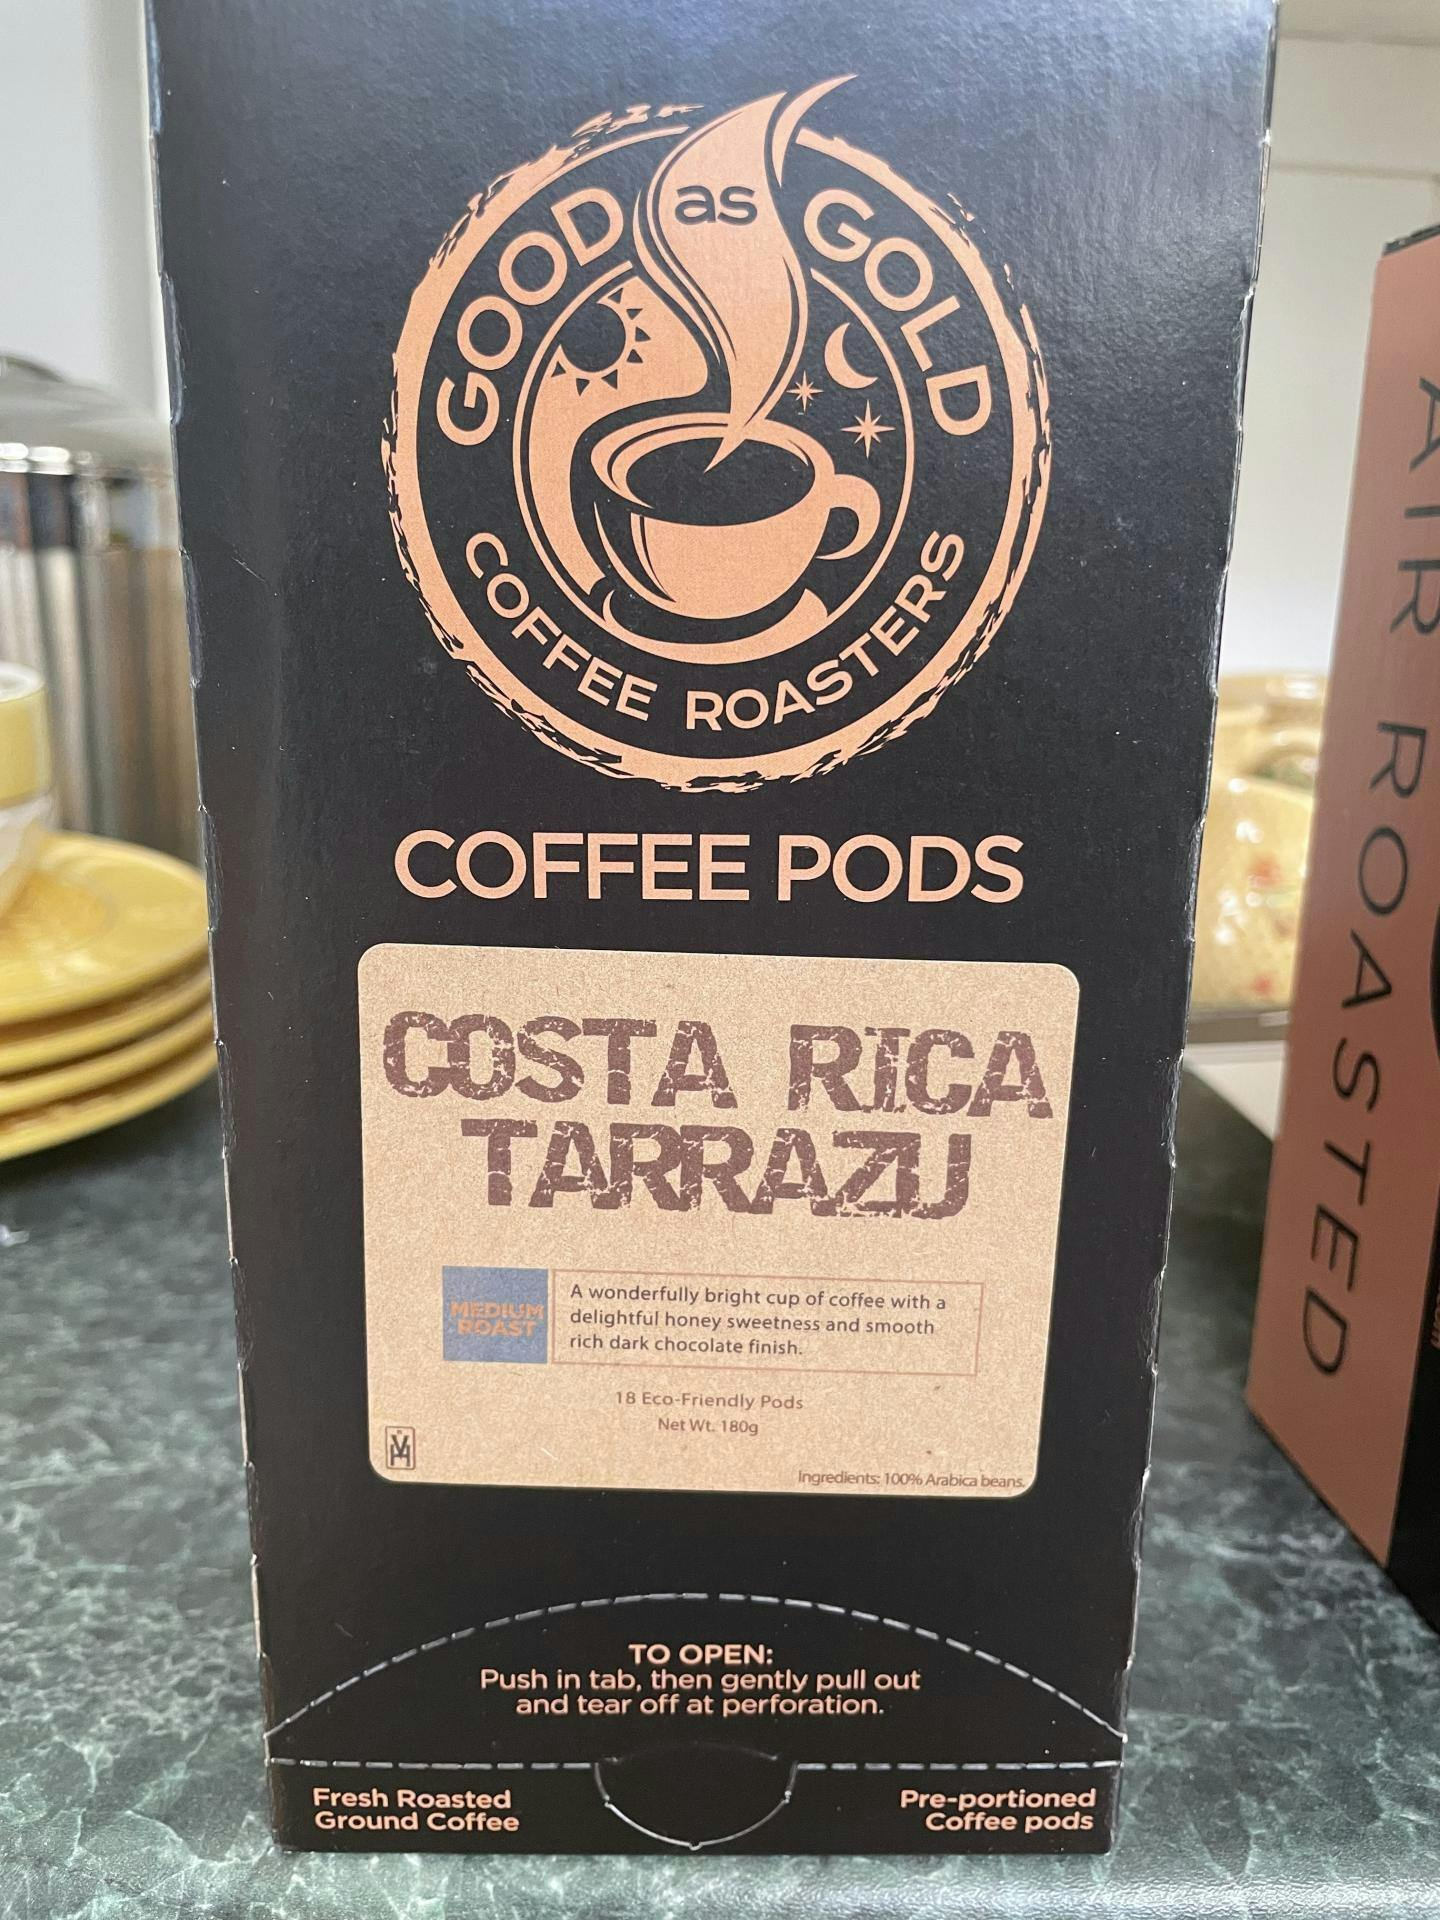 GOOD as GOLD
COFFEE ROASTERS
COFFEE PODS
COSTA RICA
TARRAZU
MEDIUM
ROAST
A wonderfully bright cup of coffee with a
delightful honey sweetness and smooth
rich dark chocolate finish.
18 Eco-Friendly Pods
Net Wt. 180g
Ingredients: 100% Arabica beans.
TO OPEN:
Push in tab, then gently pull out
and tear off at perforation.
Fresh Roasted
Ground Coffee
Pre-portioned
Coffee pods
AIR ROASTED